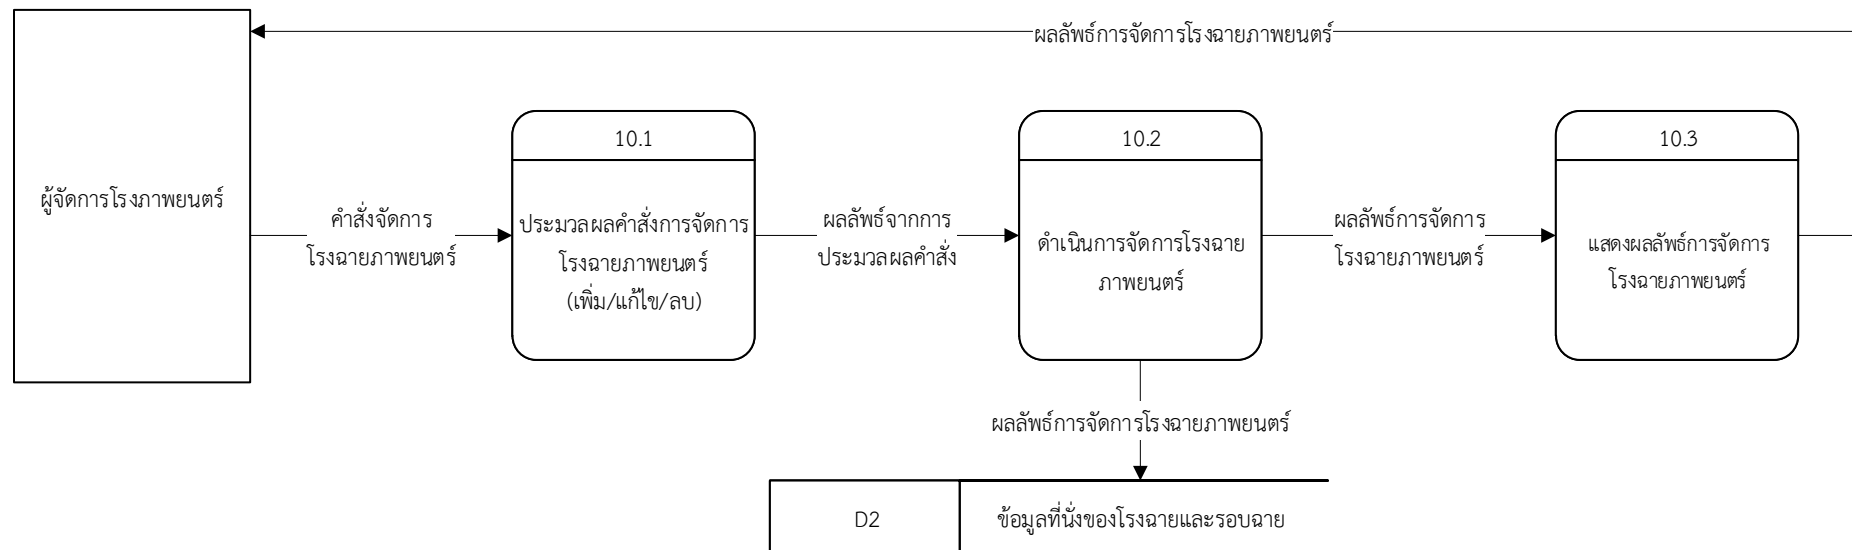 ผลลัพธ์การจัดการโรงฉายภาพยนตร์
ผู้จัดการโรงภาพยนตร์
คำสั่งจัดการ
โรงฉายภาพยนตร์
10.1
ประมวลผลคำสั่งการจัดการ
โรงฉายภาพยนตร์
(เพิ่ม/แก้ไข/ลบ)
ผลลัพธ์จากการ
ประมวลผลคำสั่ง
10.2
ดำเนินการจัดการโรงฉาย
ภาพยนตร์
ผลลัพธ์การจัดการ
โรงฉายภาพยนตร์
10.3
แสดงผลลัพธ์การจัดการ
โรงฉายภาพยนตร์
ผลลัพธ์การจัดการโรงฉายภาพยนตร์
D2
ข้อมูลที่นั่งของโรงฉายและรอบฉาย